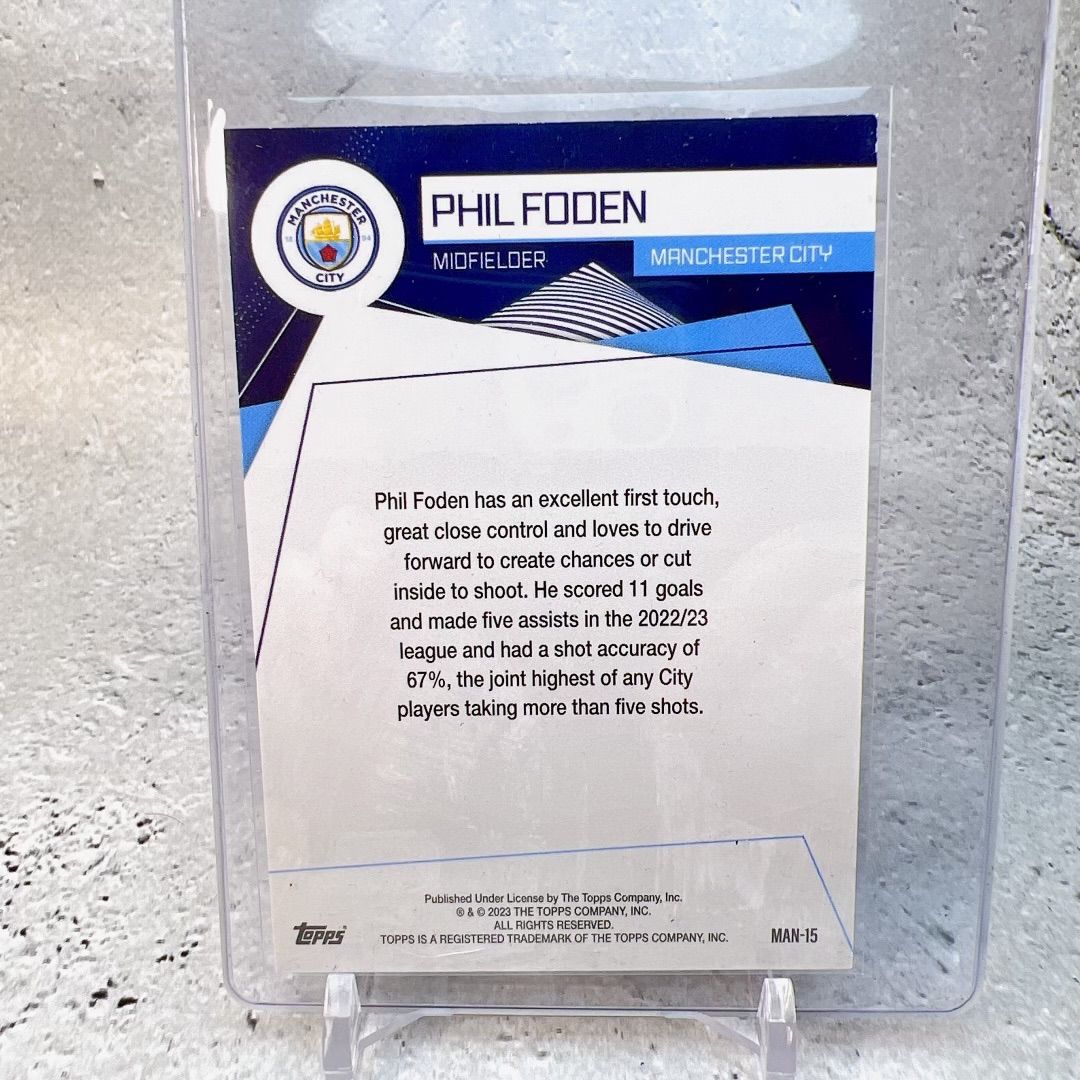 MANCHESTER
18 94
CITY
PHIL FODEN
MIDFIELDER
MANCHESTER CITY
Phil Foden has an excellent first touch,
great close control and loves to drive
forward to create chances or cut
inside to shoot. He scored 11 goals
and made five assists in the 2022/23
league and had a shot accuracy of
67%, the joint highest of any City
players taking more than five shots.
Published Under License by The Topps Company, Inc.
® & © 2023 THE TOPPS COMPANY, INC.
ALL RIGHTS RESERVED.
TOPPS IS A REGISTERED TRADEMARK OF THE TOPPS COMPANY, INC.
Topps
MAN-15